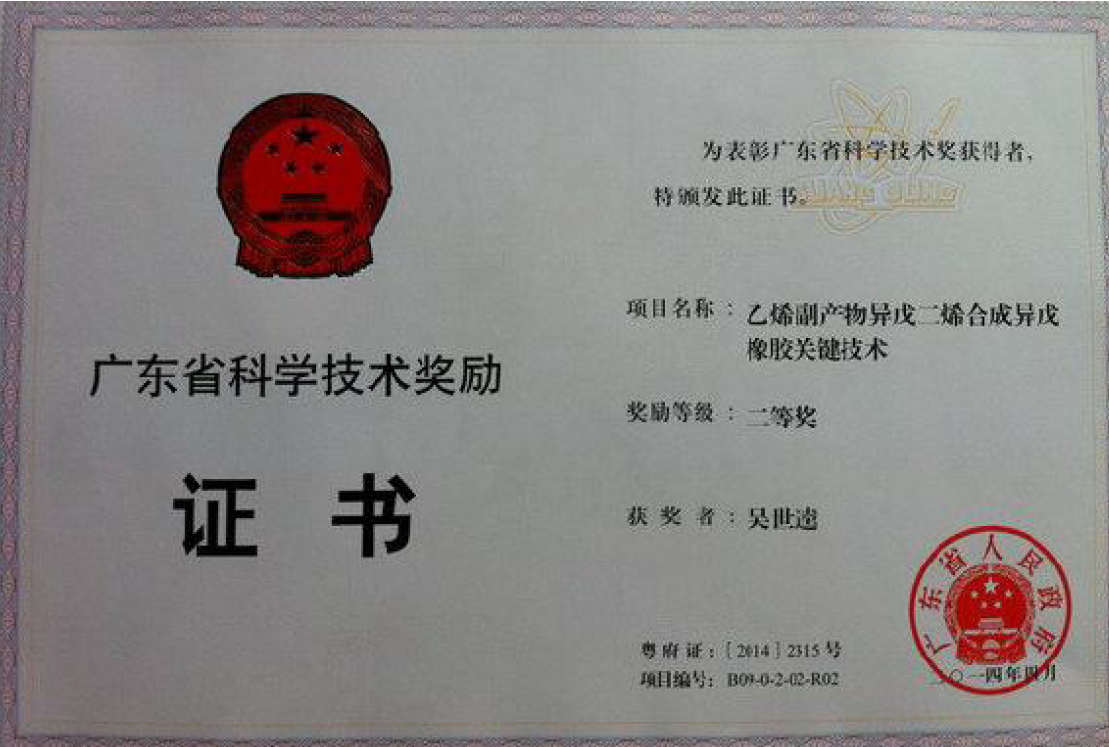 广东省科学技术奖励
证 书
为表彰广东省科学技术奖获得者,
特颁发此证书。
GUANG DONG
项目名称：乙烯副产物异戊二烯合成异戊
橡胶关键技术
奖励等级：二等奖
获 奖 者：吴世逵
粤府证：〔2014〕2315号
项目编号：B09-0-2-02-R02
广东省人民政府
二〇一四年四月